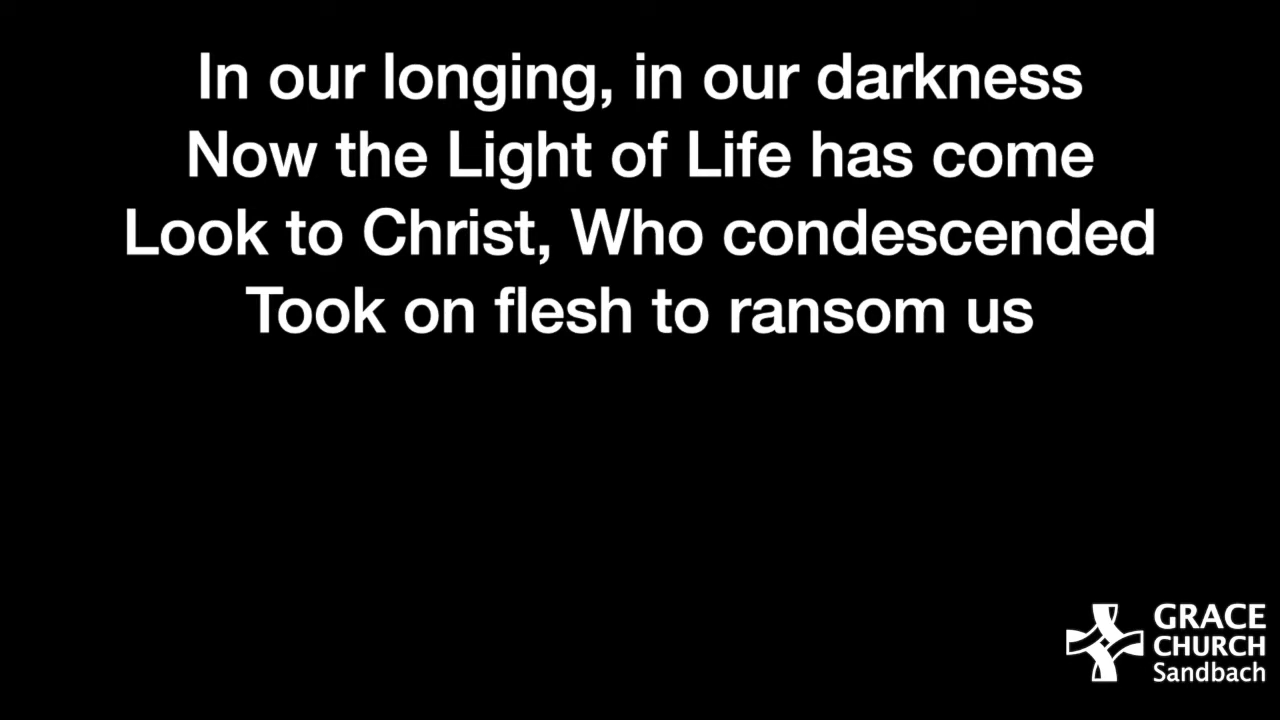 In our longing, in our darkness
Now the Light of Life has come
Look to Christ, Who condescended
Took on flesh to ransom us
GRACE
CHURCH
Sandbach